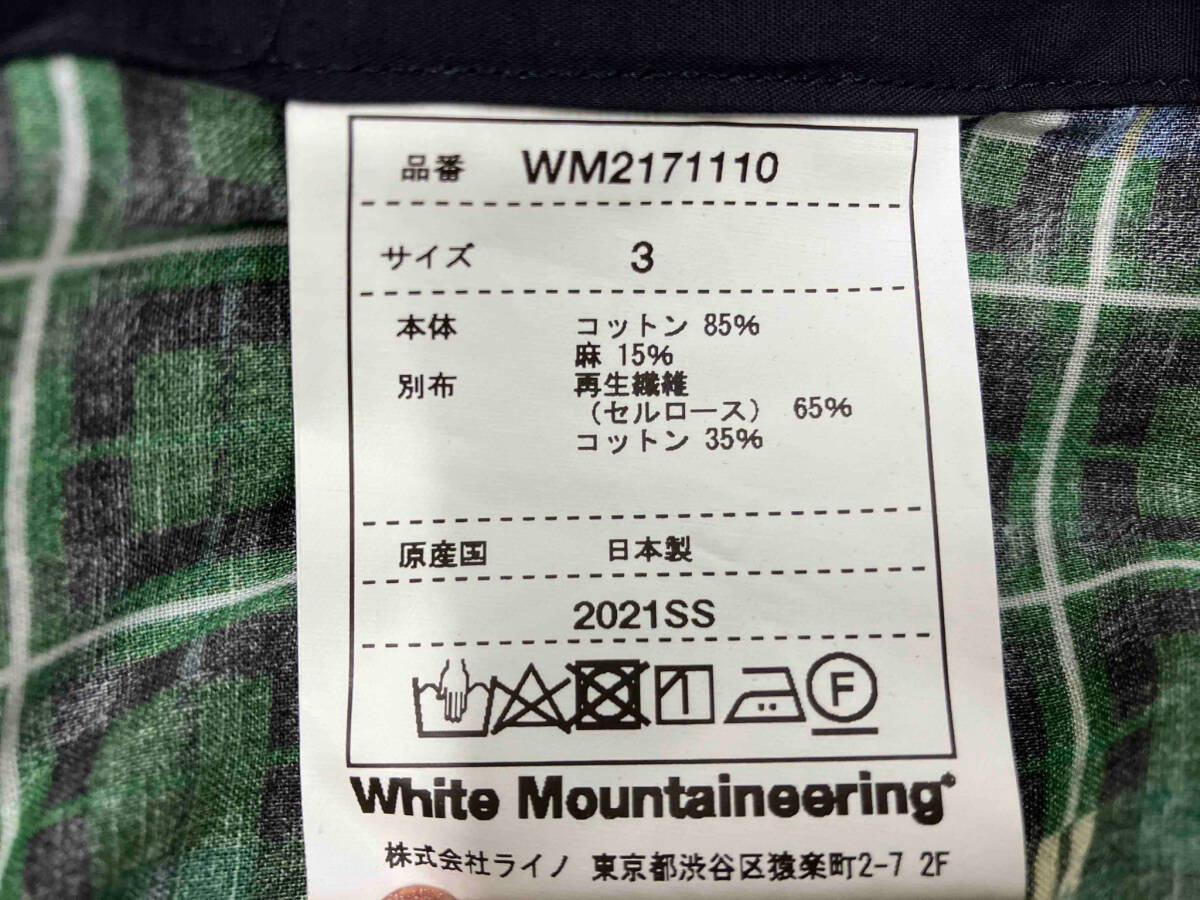 品番 WM2171110
サイズ 3
本体 コットン 85%
麻 15%
別布 再生繊維
(セルロース) 65%
コットン 35%
原産国 日本製
2021SS
F
White Mountaineering
株式会社ライノ 東京都渋谷区猿楽町2-7 2F